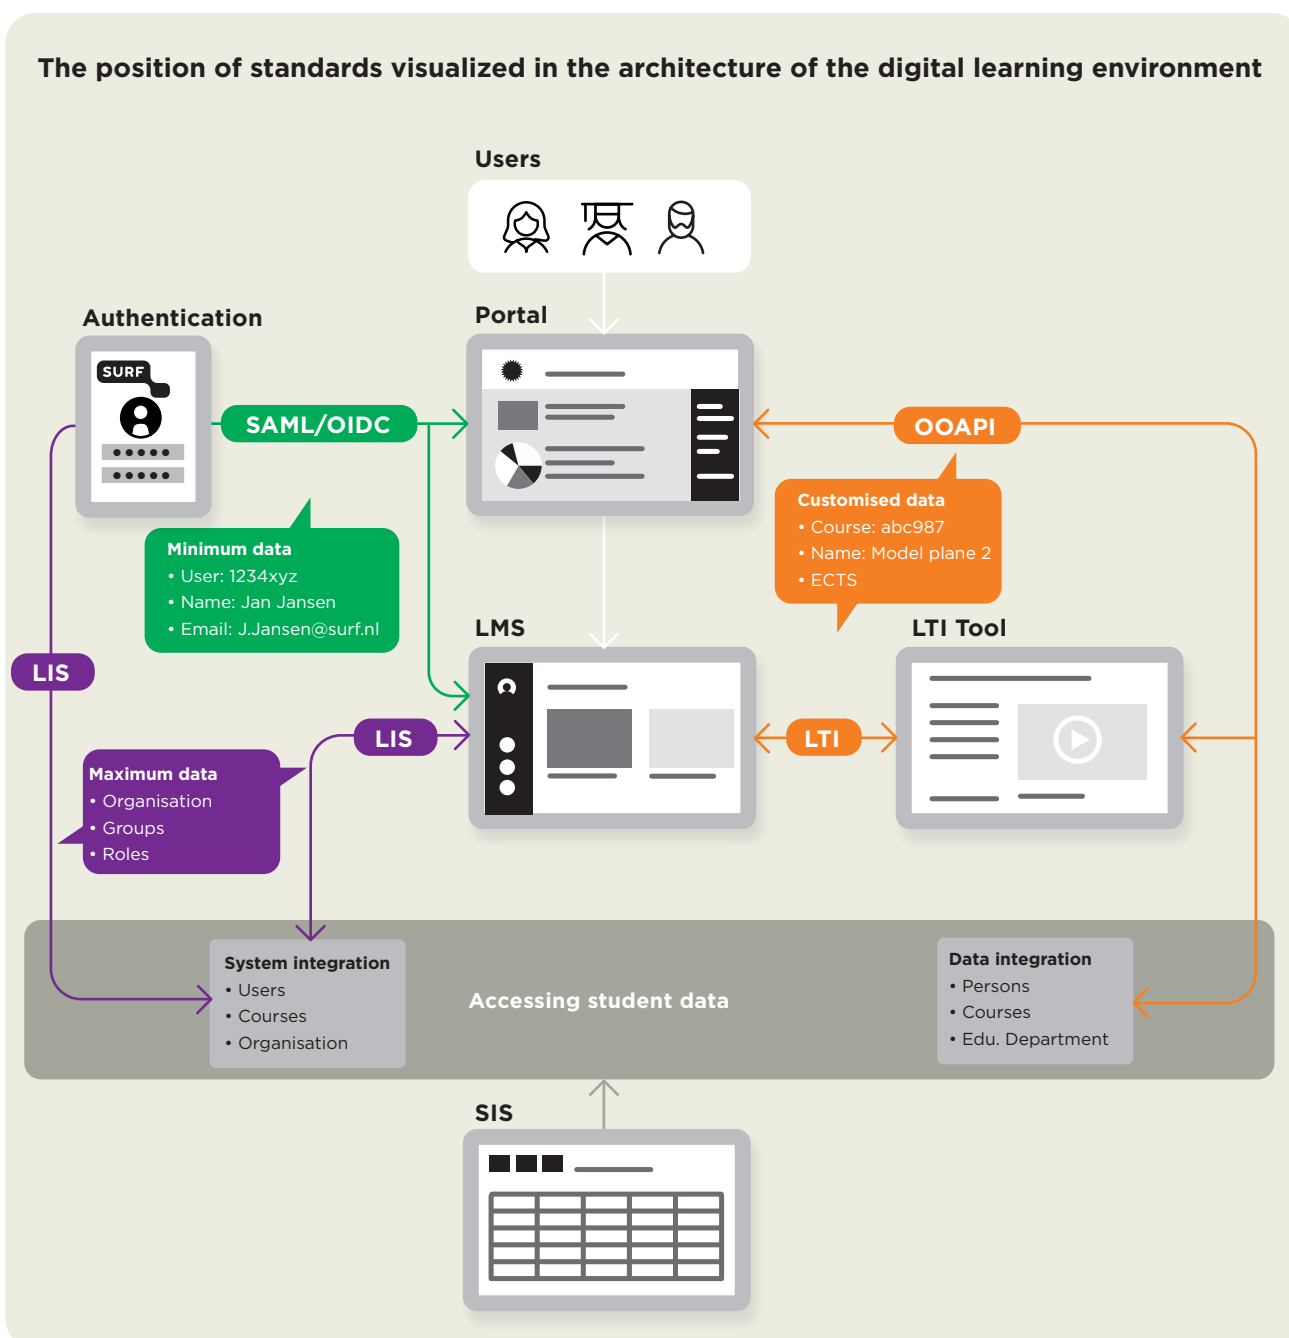 The position of standards visualized in the architecture of the digital learning environment
Users
Authentication
Portal
SURF
SAML/OIDC
OOAPI
Customised data
• Course: abc987
• Name: Model plane 2
• ECTS
Minimum data
• User: 1234xyz
• Name: Jan Jansen
• Email: J.Jansen@surf.nl
LMS
LTI Tool
LIS
LIS
LTI
Maximum data
• Organisation
• Groups
• Roles
System integration
• Users
• Courses
• Organisation
Accessing student data
Data integration
• Persons
• Courses
• Edu. Department
SIS